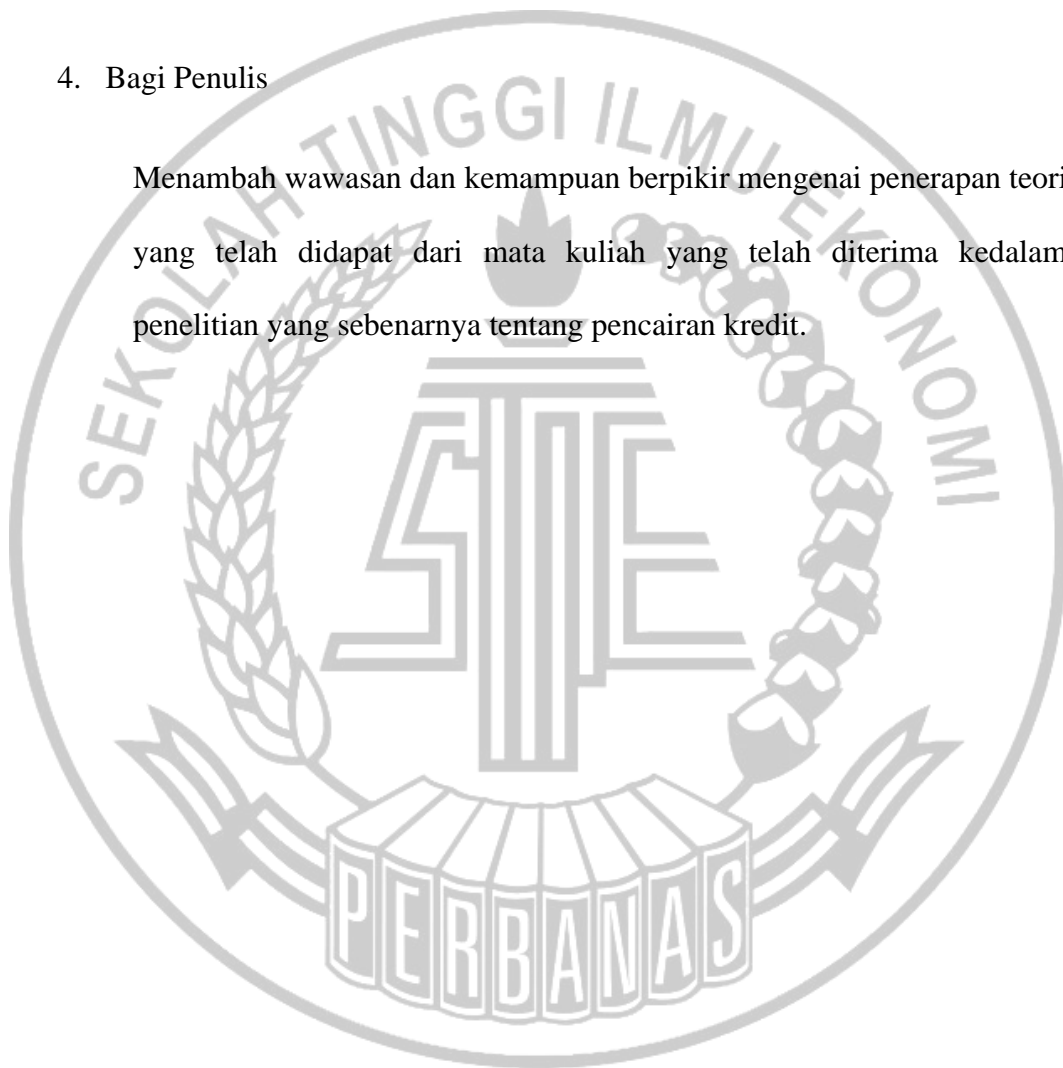 4. Bagi Penulis
Menambah wawasan dan kemampuan berpikir mengenai penerapan teori
yang telah didapat dari mata kuliah yang telah diterima kedalam
penelitian yang sebenarnya tentang pencairan kredit.
SEKOLAH TINGGI ILMU EKONOMI
STIE
PERBANAS